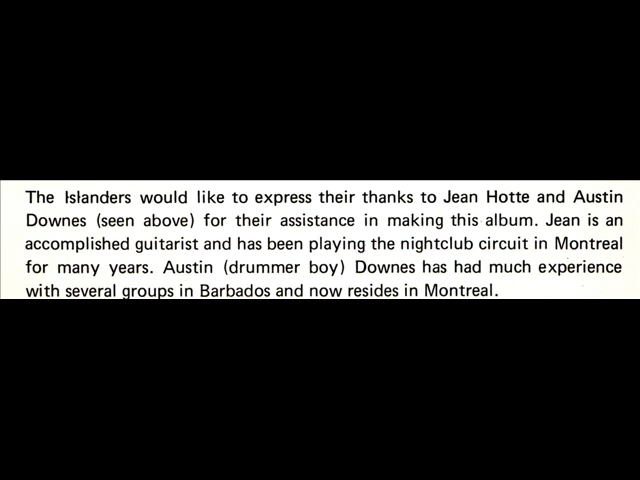 The Islanders would like to express their thanks to Jean Hotte and Austin
Downes (seen above) for their assistance in making this album. Jean is an
accomplished guitarist and has been playing the nightclub circuit in Montreal
for many years. Austin (drummer boy) Downes has had much experience
with several groups in Barbados and now resides in Montreal.